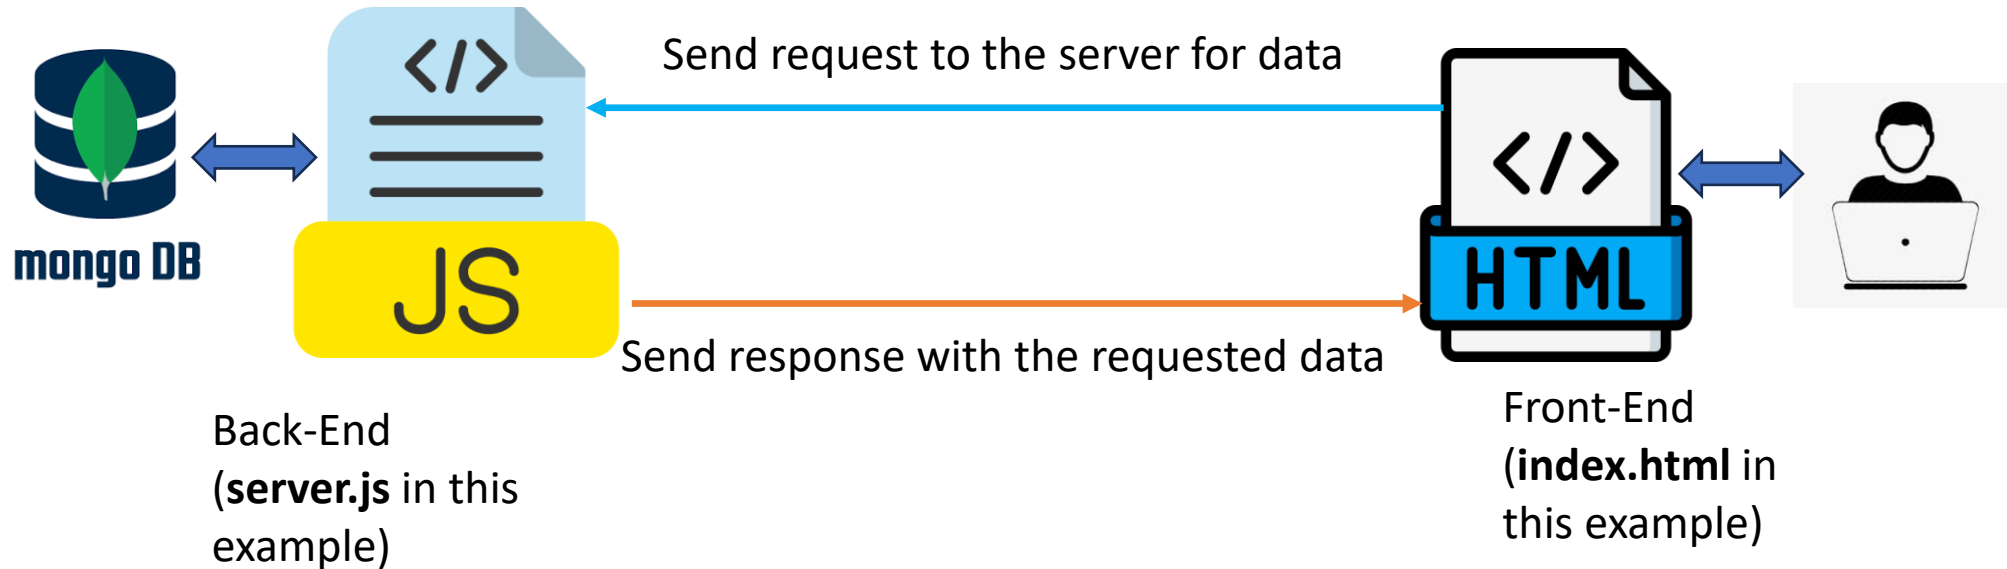 Send request to the server for data
</>
</>
mongo DB
JS
HTML
Send response with the requested data
Back-End
(server.js in this
example)
Front-End
(index.html in
this example)